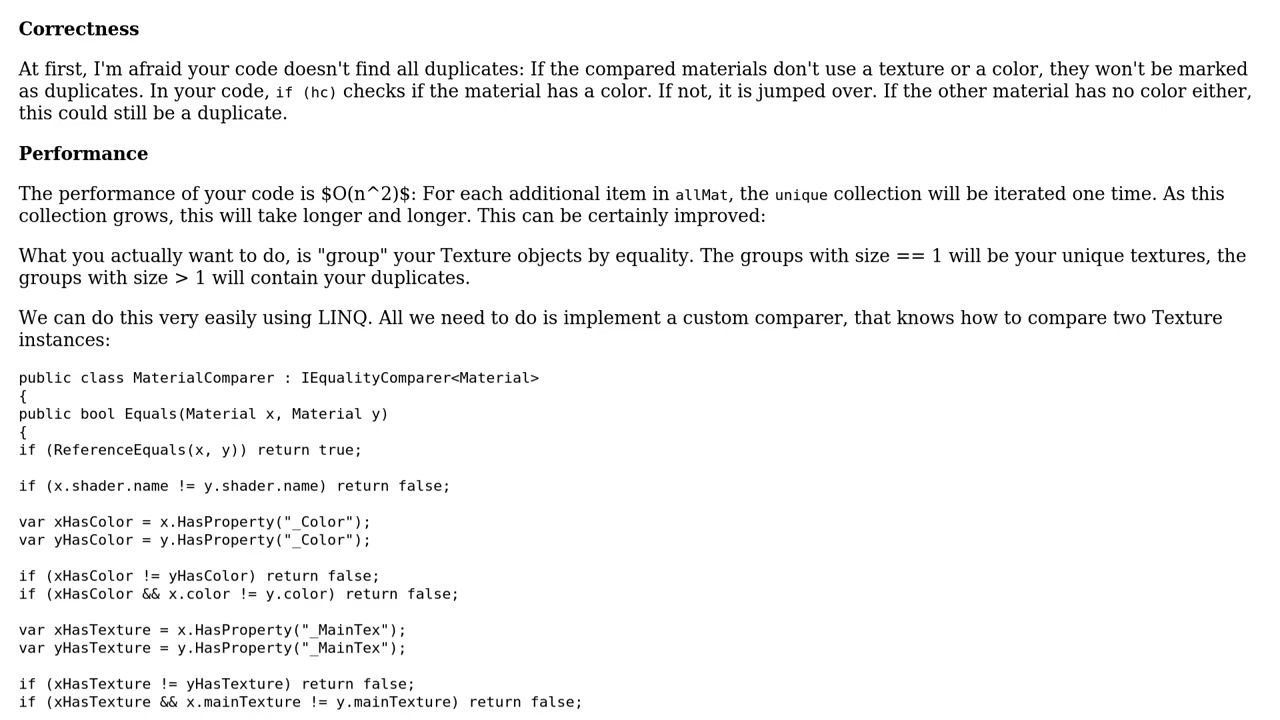 Correctness
At first, I'm afraid your code doesn't find all duplicates: If the compared materials don't use a texture or a color, they won't be marked
as duplicates. In your code, if (hc) checks if the material has a color. If not, it is jumped over. If the other material has no color either,
this could still be a duplicate.
Performance
The performance of your code is $O(n^2)$: For each additional item in allMat, the unique collection will be iterated one time. As this
collection grows, this will take longer and longer. This can be certainly improved:
What you actually want to do, is "group" your Texture objects by equality. The groups with size == 1 will be your unique textures, the
groups with size > 1 will contain your duplicates.
We can do this very easily using LINQ. All we need to do is implement a custom comparer, that knows how to compare two Texture
instances:
public class MaterialComparer : IEqualityComparer<Material>
{
public bool Equals(Material x, Material y)
{
if (ReferenceEquals(x, y)) return true;
if (x.shader.name != y.shader.name) return false;
var xHasColor = x.HasProperty("_Color");
var yHasColor = y.HasProperty("_Color");
if (xHasColor != yHasColor) return false;
if (xHasColor && x.color != y.color) return false;
var xHasTexture = x.HasProperty("_MainTex");
var yHasTexture = y.HasProperty("_MainTex");
if (xHasTexture != yHasTexture) return false;
if (xHasTexture && x.mainTexture != y.mainTexture) return false;